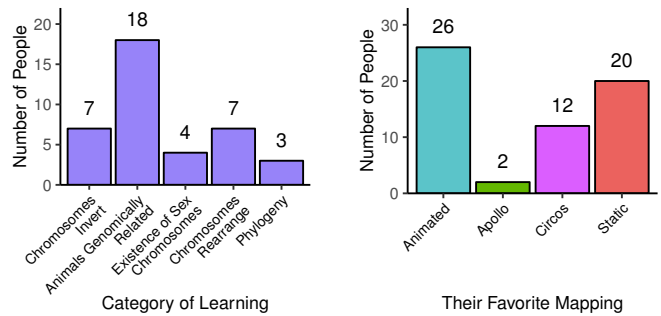 Number of People
20
15
10
5
0
7
18
4
7
3
Chromosomes
Invert
Animals Genomically
Related
Existence of Sex
Chromosomes
Chromosomes
Rearrange
Phylogeny
Category of Learning
Number of People
30
20
10
0
26
2
12
20
Animated
Apollo
Circos
Static
Their Favorite Mapping